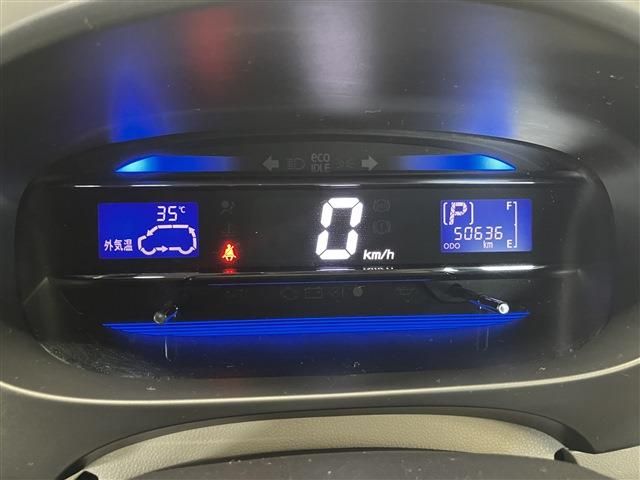 eco
IDLE
35℃
外気温
0 km/h
P
F
50636
ODO km E